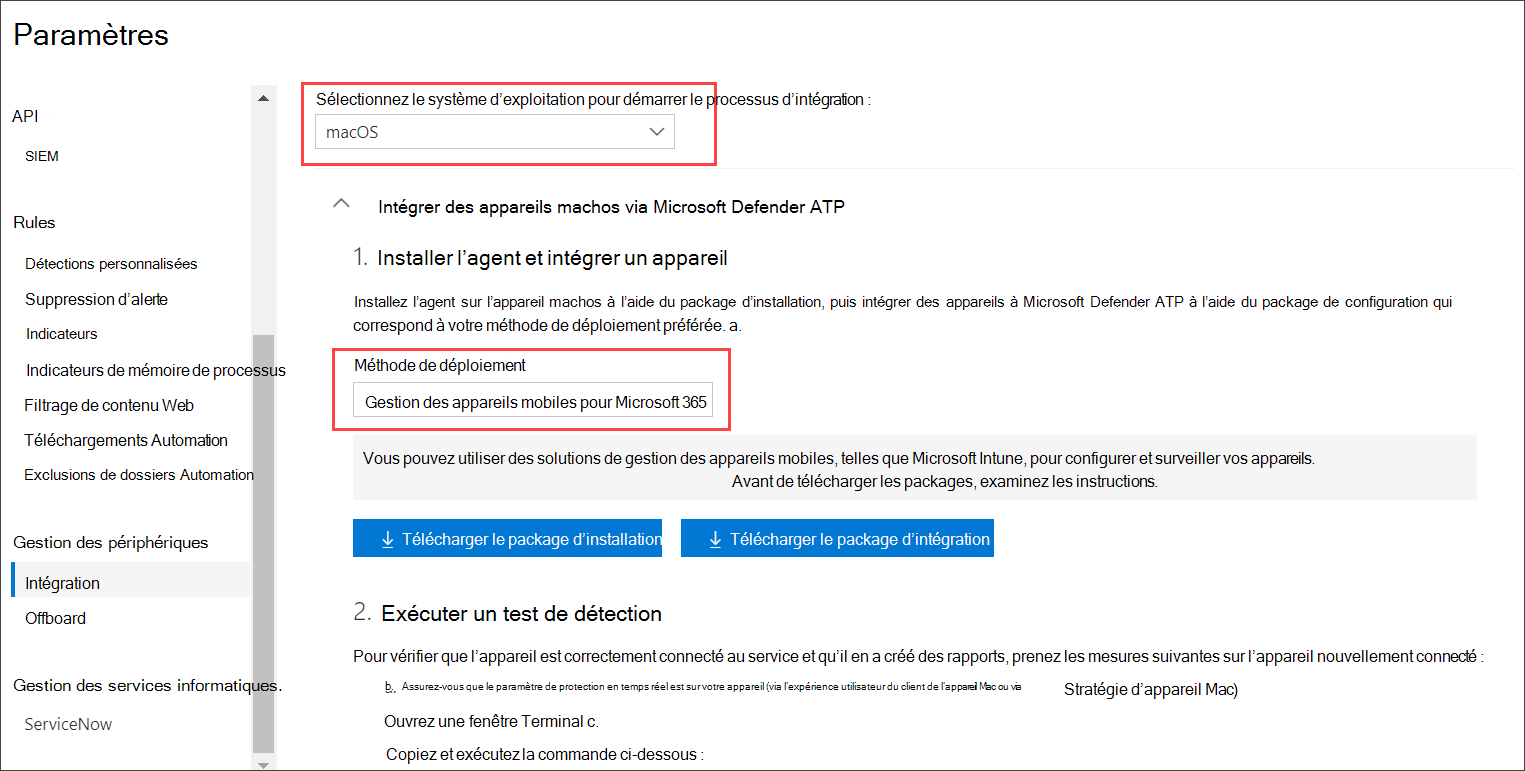 Paramètres
API
SIEM
Rules
Détections personnalisées
Suppression d’alerte
Indicateurs
Indicateurs de mémoire de processus
Filtrage de contenu Web
Téléchargements Automation
Exclusions de dossiers Automation
Gestion des périphériques
Intégration
Offboard
Gestion des services informatiques.
ServiceNow
Sélectionnez le système d’exploitation pour démarrer le processus d’intégration :
macOS
Intégrer des appareils machos via Microsoft Defender ATP
1. Installer l’agent et intégrer un appareil
Installez l’agent sur l’appareil machos à l’aide du package d’installation, puis intégrer des appareils à Microsoft Defender ATP à l’aide du package de configuration qui
correspond à votre méthode de déploiement préférée. a.
Méthode de déploiement
Gestion des appareils mobiles pour Microsoft 365
Vous pouvez utiliser des solutions de gestion des appareils mobiles, telles que Microsoft Intune, pour configurer et surveiller vos appareils.
Avant de télécharger les packages, examinez les instructions.
Télécharger le package d’installation
Télécharger le package d’intégration
2. Exécuter un test de détection
Pour vérifier que l’appareil est correctement connecté au service et qu’il en a créé des rapports, prenez les mesures suivantes sur l’appareil nouvellement connecté :
b. Assurez-vous que le paramètre de protection en temps réel est sur votre appareil (via l’expérience utilisateur du client de l’appareil Mac ou via Stratégie d’appareil Mac)
Ouvrez une fenêtre Terminal c.
Copiez et exécutez la commande ci-dessous :